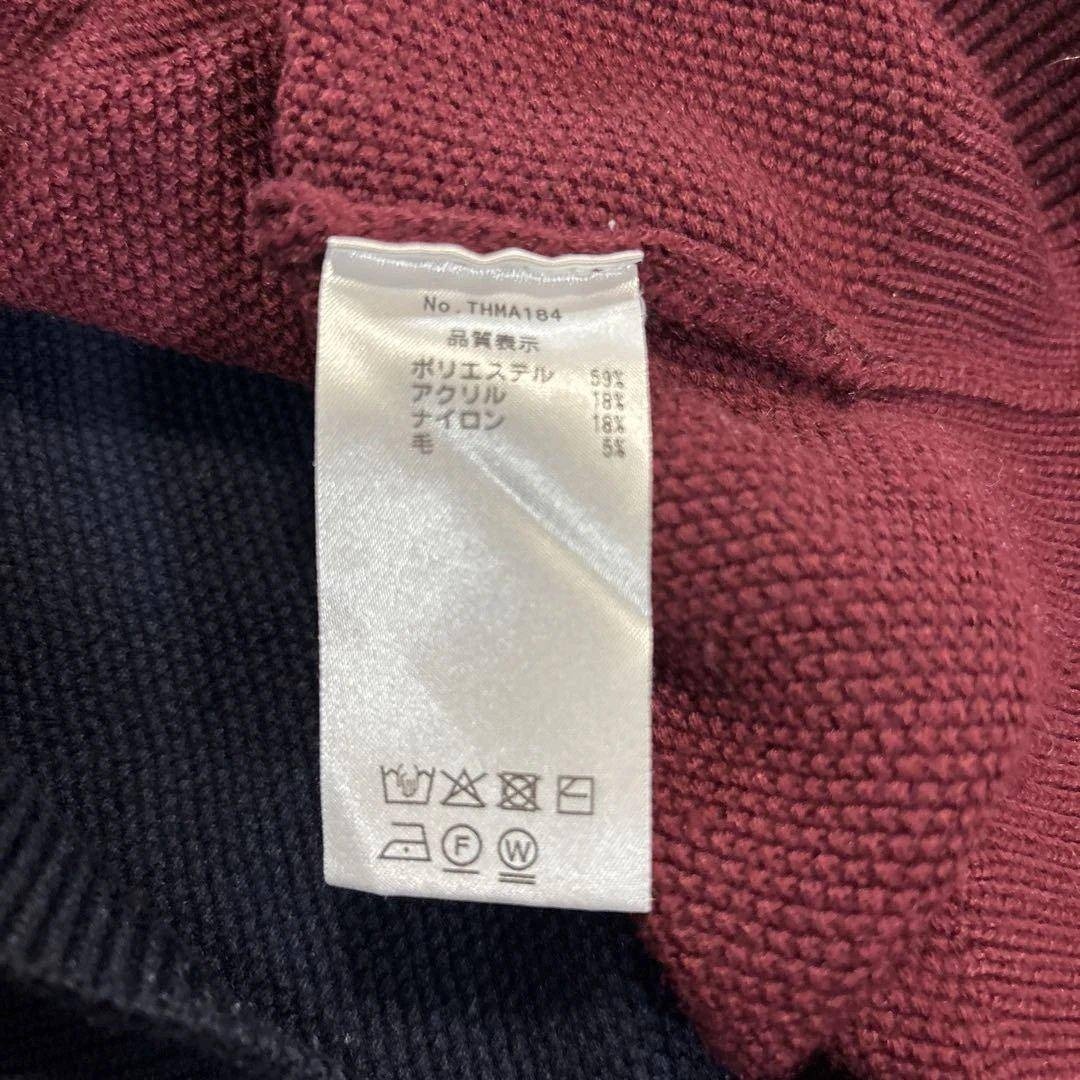 No.THMA184
品質表示
ポリエステル 59%
アクリル 18%
ナイロン 18%
毛 5%
F W